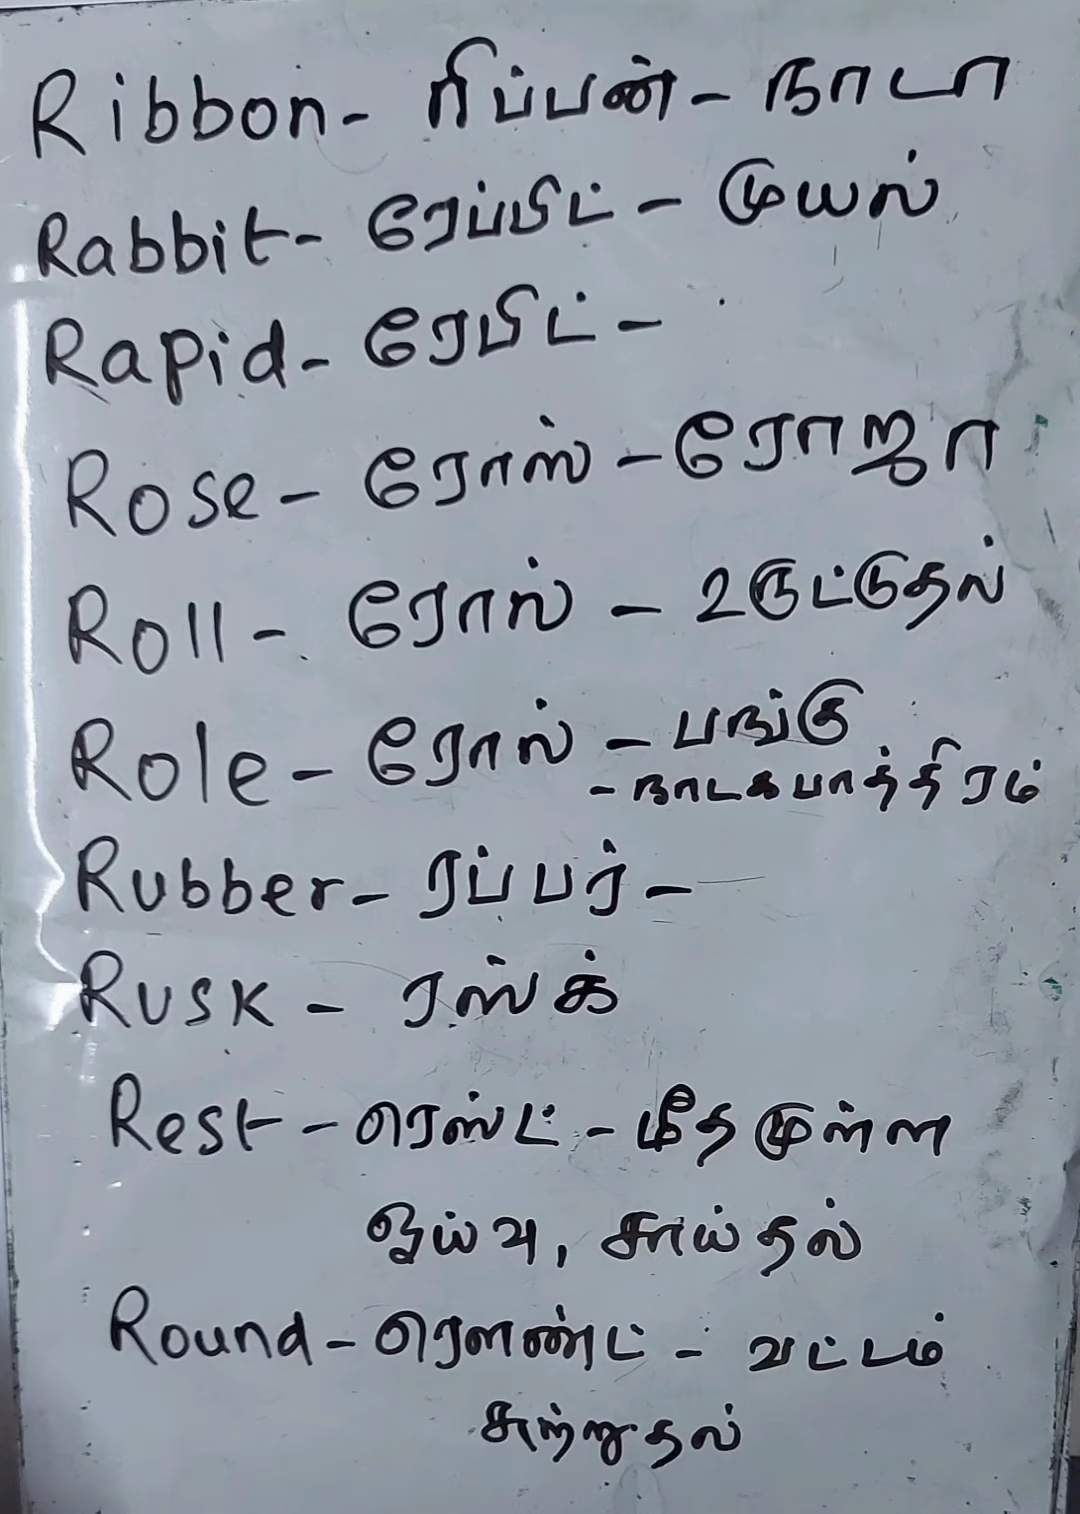 Ribbon - ரிப்பன் - நாடா
Rabbit - ரேப்பிட் - முயல்
Rapid - ரேபிட் -
Rose - ரோஸ் - ரோஜா
Roll - ரோல் - உருட்டுதல்
Role - ரோல் - பங்கு
- நாடக பாத்திரம்
Rubber - ரப்பர் -
Rusk - ரஸ்க்
Rest - ரெஸ்ட் - மீதமுள்ள
ஓய்வு, சாய்தல்
Round - ரௌண்ட் - வட்டம்
சுற்றுதல்